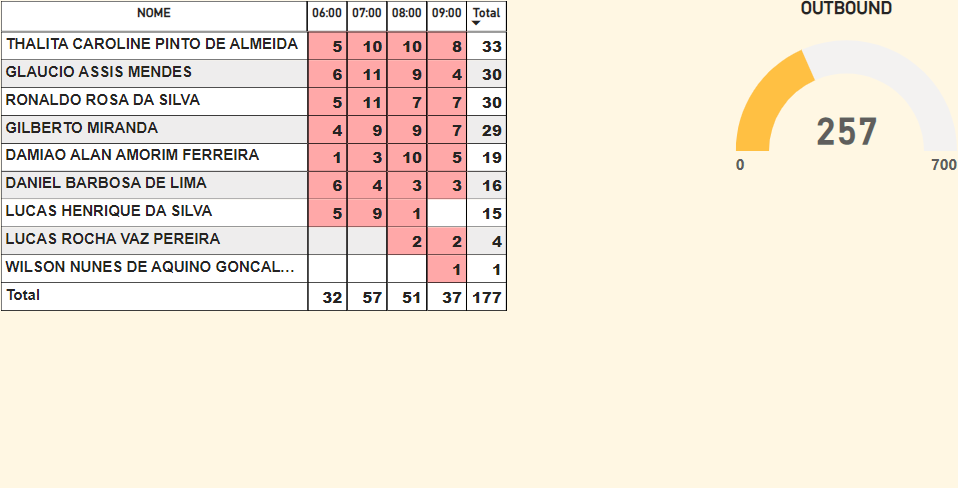 NOME 06:00 07:00 08:00 09:00 Total
THALITA CAROLINE PINTO DE ALMEIDA 5 10 10 8 33
GLAUCIO ASSIS MENDES 6 11 9 4 30
RONALDO ROSA DA SILVA 5 11 7 7 30
GILBERTO MIRANDA 4 9 9 7 29
DAMIAO ALAN AMORIM FERREIRA 1 3 10 5 19
DANIEL BARBOSA DE LIMA 6 4 3 3 16
LUCAS HENRIQUE DA SILVA 5 9 1 15
LUCAS ROCHA VAZ PEREIRA 2 2 4
WILSON NUNES DE AQUINO GONCAL... 1 1
Total 32 57 51 37 177
OUTBOUND
257
0 700